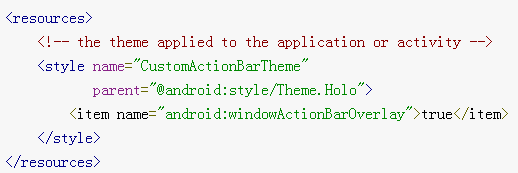 <resources>
    <!-- the theme applied to the application or activity -->
    <style name="CustomActionBarTheme"
           parent="@android:style/Theme.Holo">
        <item name="android:windowActionBarOverlay">true</item>
    </style>
</resources>